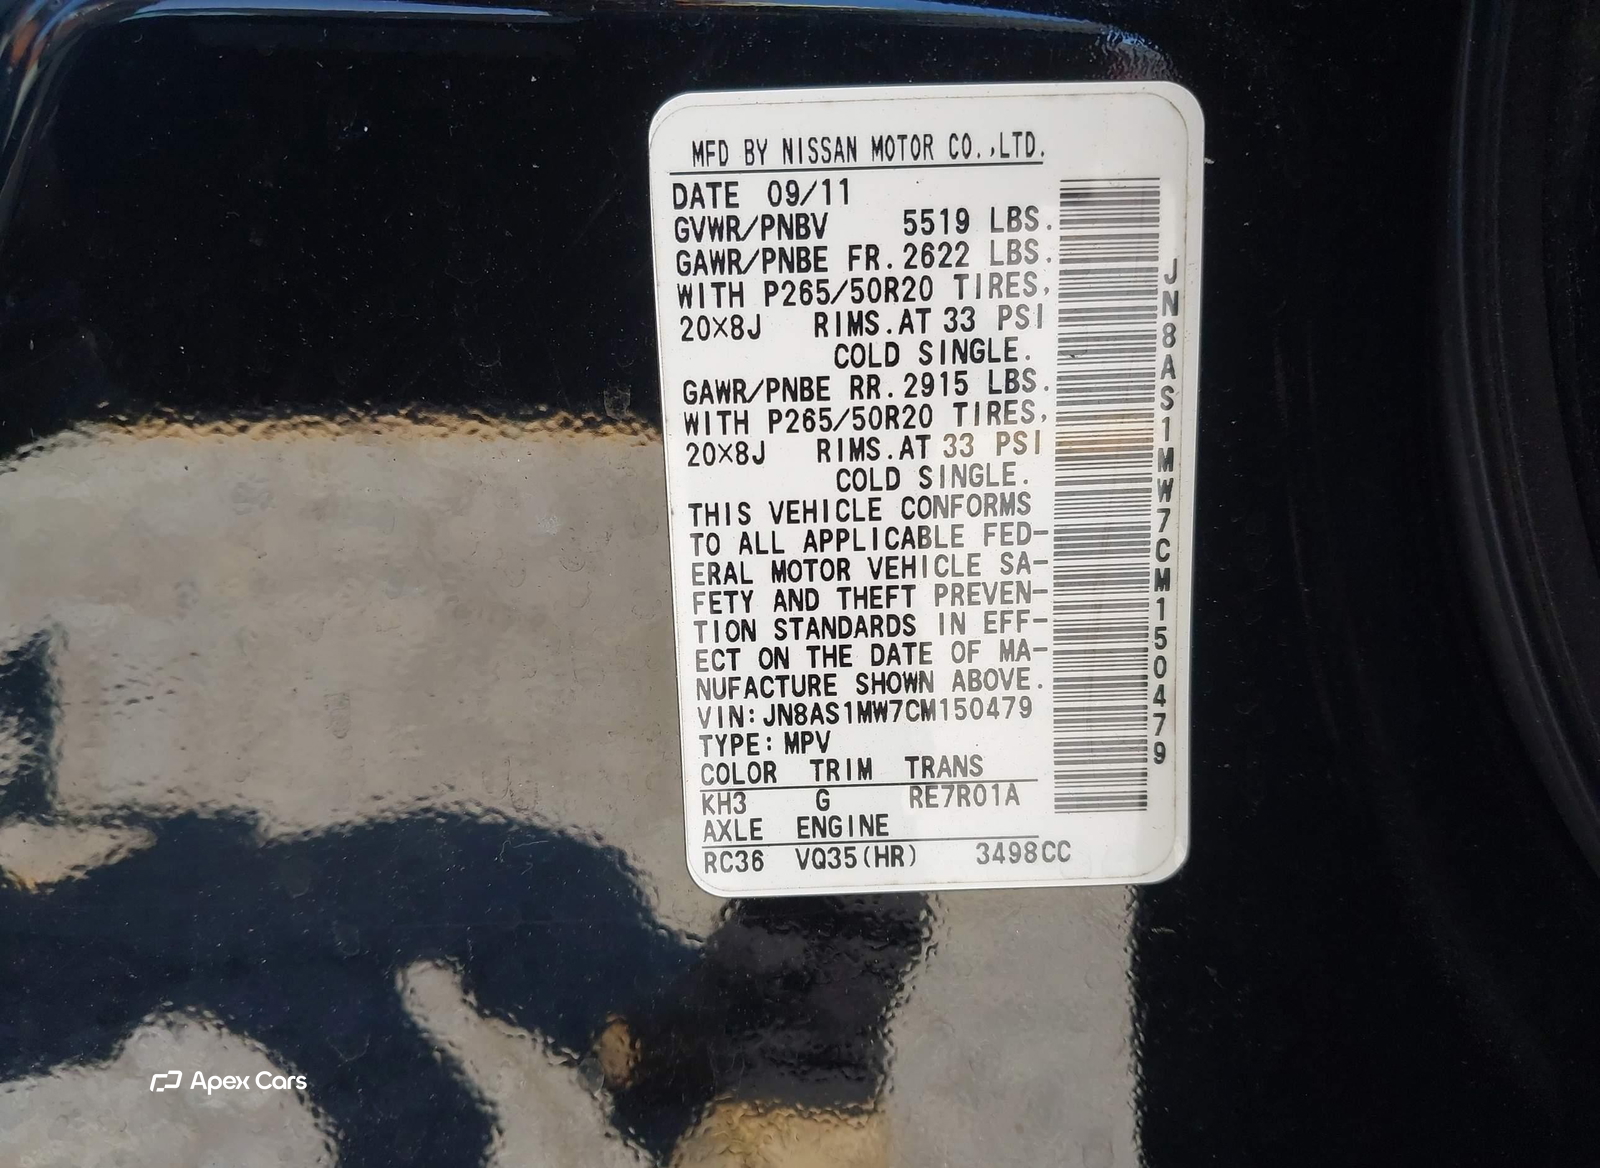 MFD BY NISSAN MOTOR CO.,LTD.
DATE 09/11
GVWR/PNBV 5519 LBS.
GAWR/PNBE FR.2622 LBS.
WITH P265/50R20 TIRES,
20×8J RIMS.AT 33 PSI
COLD SINGLE.
GAWR/PNBE RR.2915 LBS.
WITH P265/50R20 TIRES,
20×8J RIMS.AT 33 PSI
COLD SINGLE.
THIS VEHICLE CONFORMS
TO ALL APPLICABLE FED-
ERAL MOTOR VEHICLE SA-
FETY AND THEFT PREVEN-
TION STANDARDS IN EFF-
ECT ON THE DATE OF MA-
NUFACTURE SHOWN ABOVE.
VIN:JN8AS1MW7CM150479
TYPE:MPV
COLOR TRIM TRANS
KH3 G RE7R01A
AXLE ENGINE
RC36 VQ35(HR) 3498CC
JN8AS1MW7CM150479
Apex Cars